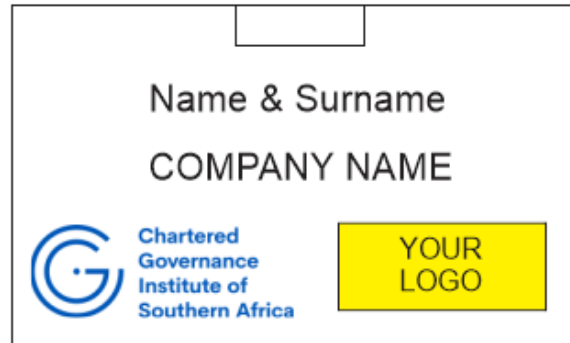 Name & Surname
COMPANY NAME
Chartered
Governance
Institute of
Southern Africa
YOUR
LOGO